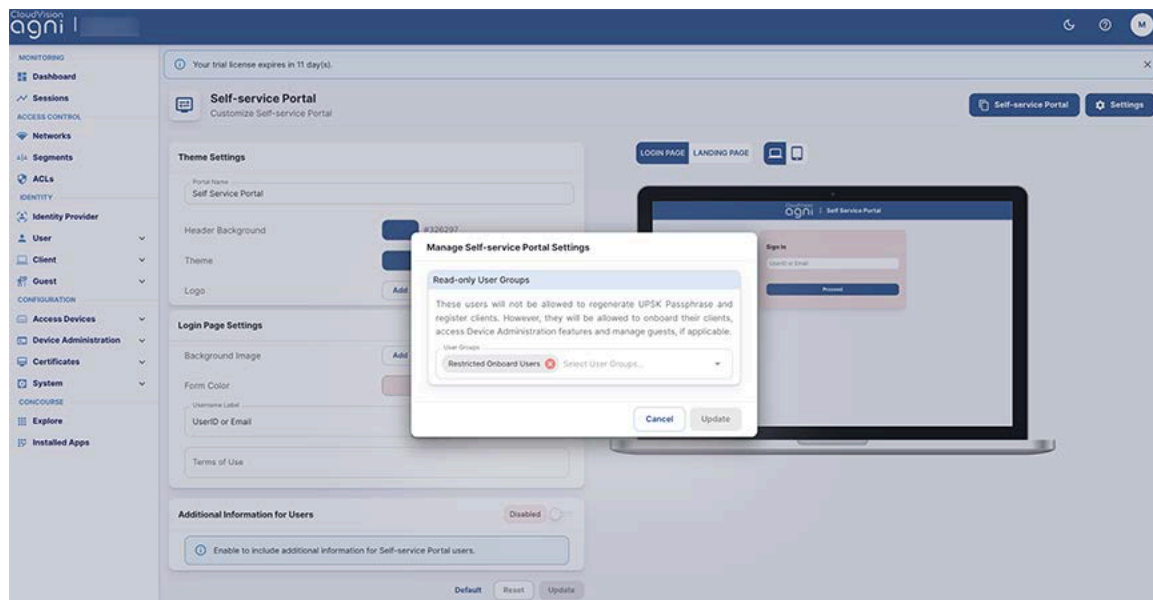 CloudVision
agni
M
MONITORING
Dashboard
Sessions
ACCESS CONTROL
Networks
Segments
ACLs
IDENTITY
Identity Provider
User
Client
Guest
CONFIGURATION
Access Devices
Device Administration
Certificates
System
CONCOURSE
Explore
Installed Apps
Your trial license expires in 11 day(s).
Self-service Portal
Customize Self-service Portal
Self-service Portal
Settings
Theme Settings
Portal Name
Self Service Portal
Header Background
#326297
Theme
Logo
Add
Login Page Settings
Background Image
Add
Form Color
Username Label
UserID or Email
Terms of Use
Additional Information for Users
Disabled
Enable to include additional information for Self-service Portal users.
Default
Reset
Update
LOGIN PAGE
LANDING PAGE
CloudVision
agni
Self Service Portal
Sign In
UserID or Email
Proceed
Manage Self-service Portal Settings
Read-only User Groups
These users will not be allowed to regenerate UPSK Passphrase and
register clients. However, they will be allowed to onboard their clients,
access Device Administration features and manage guests, if applicable.
User Groups
Restricted Onboard Users
Select User Groups...
Cancel
Update